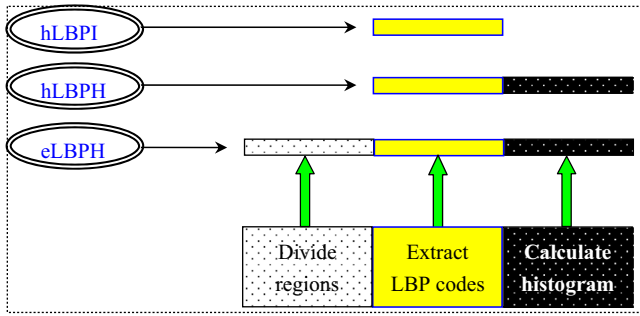 hLBPI
hLBPH
eLBPH
Divide
regions
Extract
LBP codes
Calculate
histogram